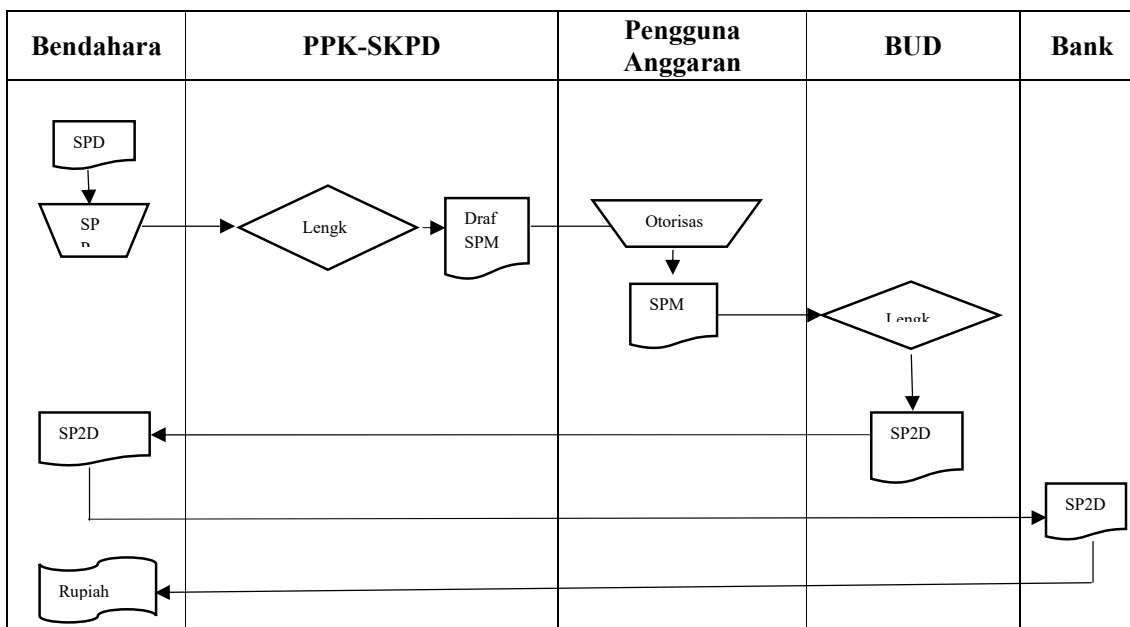 Bendahara
PPK-SKPD
Pengguna
Anggaran
BUD
Bank
SPD
SP
Lengk
Draf
SPM
Otorisas
SPM
Lengk
SP2D
SP2D
SP2D
Rupiah